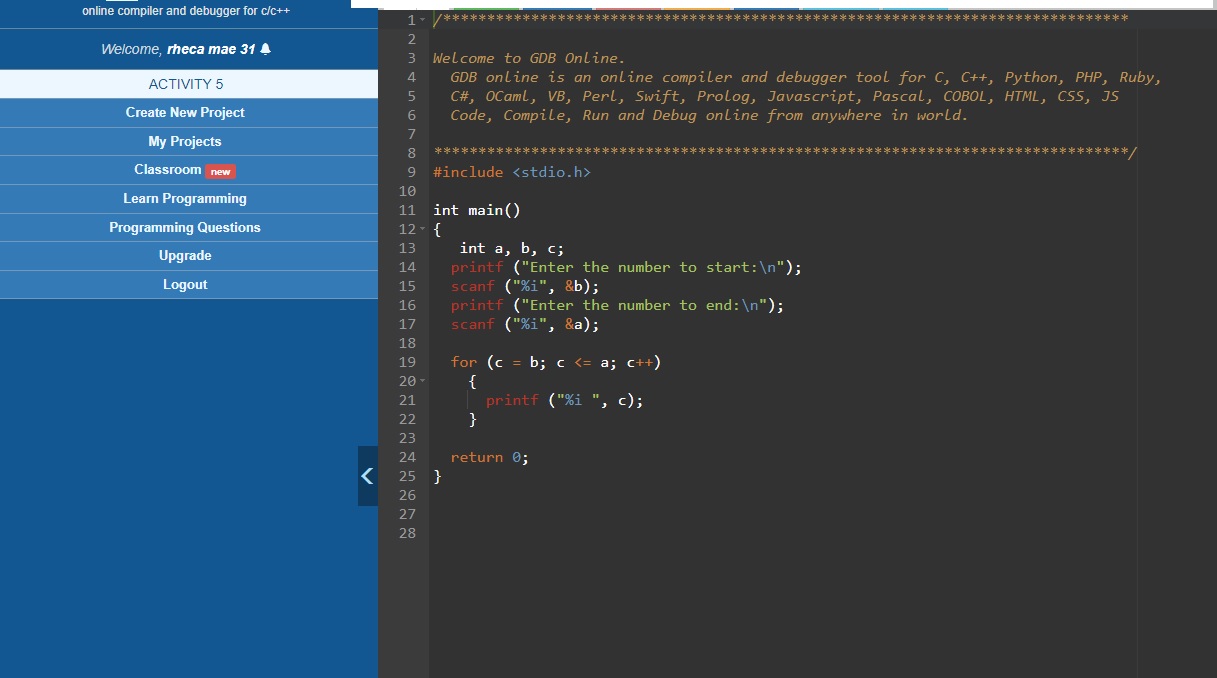 online compiler and debugger for c/c++
Welcome, rheca mae 31
ACTIVITY 5
Create New Project
My Projects
Classroom new
Learn Programming
Programming Questions
Upgrade
Logout
1 /******************************************************************************
2
3 Welcome to GDB Online.
4   GDB online is an online compiler and debugger tool for C, C++, Python, PHP, Ruby,
5   C#, OCaml, VB, Perl, Swift, Prolog, Javascript, Pascal, COBOL, HTML, CSS, JS
6   Code, Compile, Run and Debug online from anywhere in world.
7
8 *******************************************************************************/
9 #include <stdio.h>
10
11 int main()
12 {
13    int a, b, c;
14   printf ("Enter the number to start:\n");
15   scanf ("%i", &b);
16   printf ("Enter the number to end:\n");
17   scanf ("%i", &a);
18
19   for (c = b; c <= a; c++)
20     {
21       printf ("%i ", c);
22     }
23
24   return 0;
25 }
26
27
28